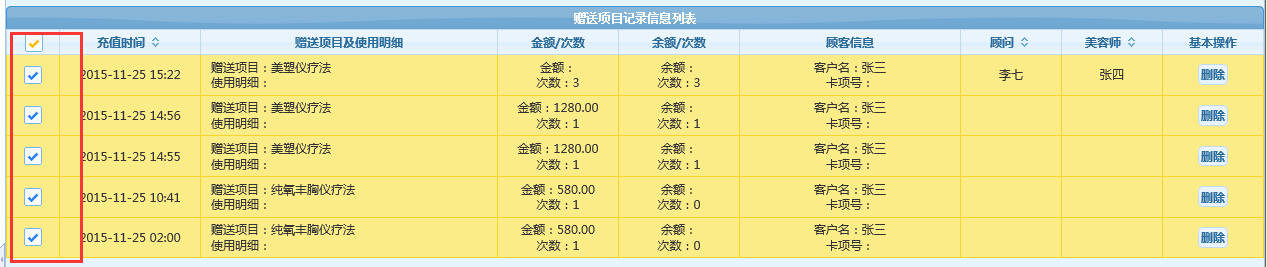 赠送项目记录信息列表
充值时间 赠送项目及使用明细 金额/次数 余额/次数 顾客信息 顾问 美容师 基本操作
2015-11-25 15:22 赠送项目：美塑仪疗法 金额： 余额： 客户名：张三 李七 张四 删除
使用明细： 次数：3 次数：3 卡项号：
2015-11-25 14:56 赠送项目：美塑仪疗法 金额：1280.00 余额： 客户名：张三 删除
使用明细： 次数：1 次数：1 卡项号：
2015-11-25 14:55 赠送项目：美塑仪疗法 金额：1280.00 余额： 客户名：张三 删除
使用明细： 次数：1 次数：1 卡项号：
2015-11-25 10:41 赠送项目：纯氧丰胸仪疗法 金额：580.00 余额： 客户名：张三 删除
使用明细： 次数：1 次数：0 卡项号：
2015-11-25 02:00 赠送项目：纯氧丰胸仪疗法 金额：580.00 余额： 客户名：张三 删除
使用明细： 次数：1 次数：0 卡项号：